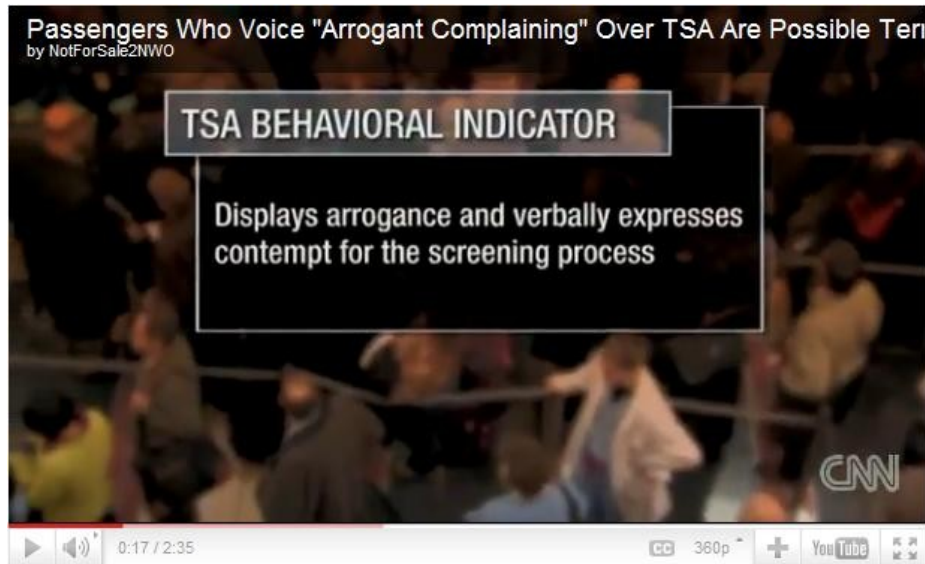 Passengers Who Voice "Arrogant Complaining" Over TSA Are Possible Terr
by NotForSale2NWO
TSA BEHAVIORAL INDICATOR
Displays arrogance and verbally expresses
contempt for the screening process
CNN
0:17 / 2:35
CC
360p
YouTube